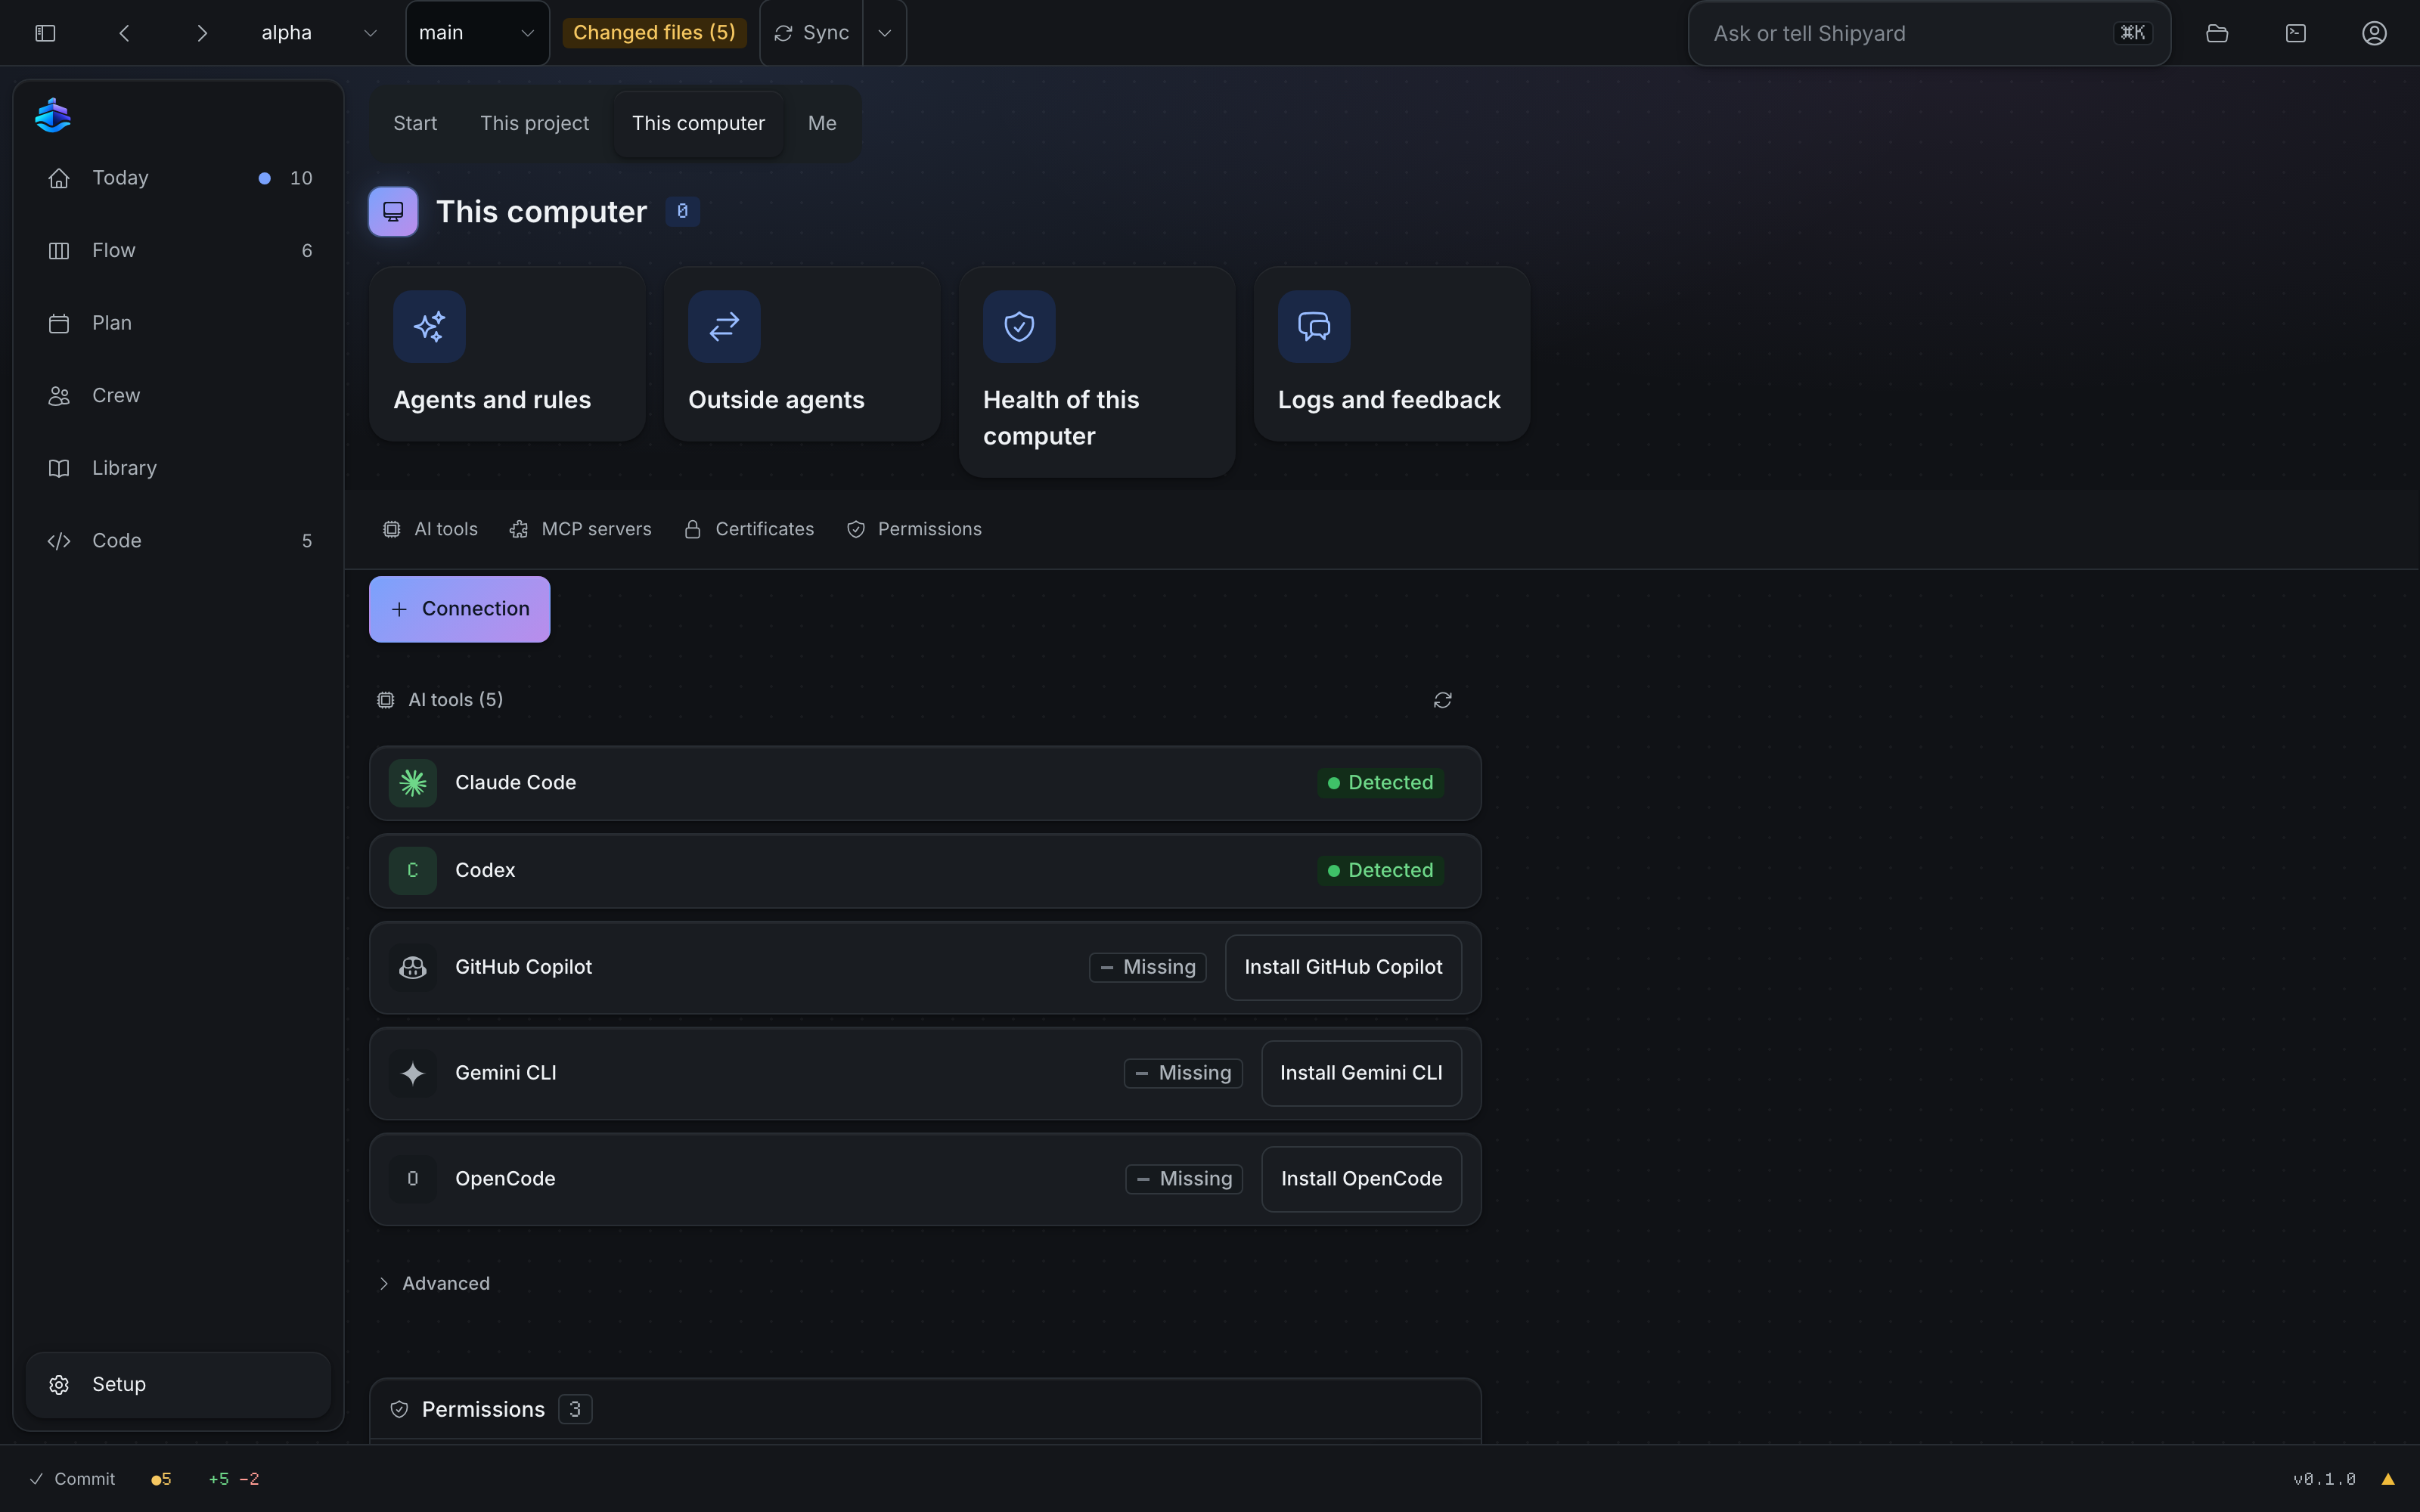 alpha
main
Changed files (5)
Sync
Ask or tell Shipyard
⌘K
Today 10
Flow 6
Plan
Crew
Library
Code 5
Setup
Start
This project
This computer
Me
This computer 0
Agents and rules
Outside agents
Health of this
computer
Logs and feedback
AI tools
MCP servers
Certificates
Permissions
+ Connection
AI tools (5)
Claude Code
Detected
C
Codex
Detected
GitHub Copilot
Missing
Install GitHub Copilot
Gemini CLI
Missing
Install Gemini CLI
O
OpenCode
Missing
Install OpenCode
Advanced
Permissions 3
Commit
5
+5 -2
v0.1.0